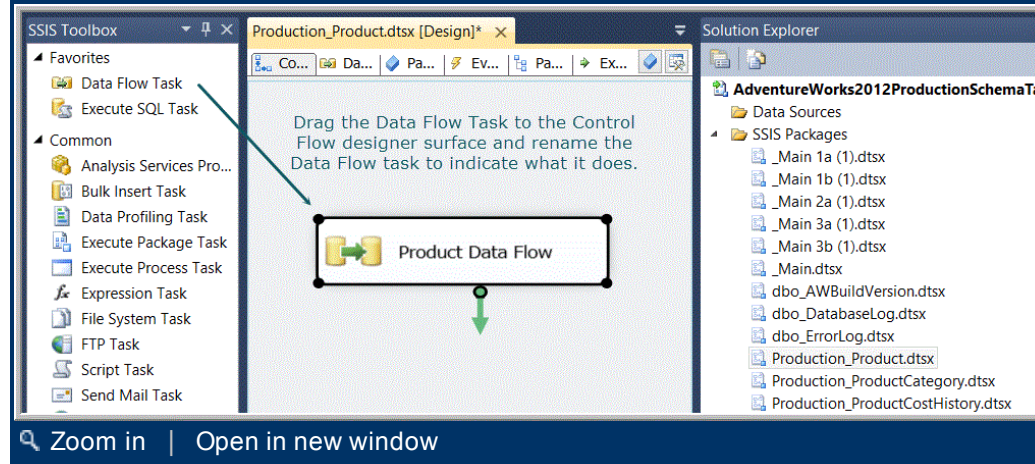 SSIS Toolbox
Favorites
Data Flow Task
Execute SQL Task
Common
Analysis Services Pro...
Bulk Insert Task
Data Profiling Task
Execute Package Task
Execute Process Task
Expression Task
File System Task
FTP Task
Script Task
Send Mail Task
Production_Product.dtsx [Design]*
Co... Da... Pa... Ev... Pa... Ex...
Drag the Data Flow Task to the Control
Flow designer surface and rename the
Data Flow task to indicate what it does.
Product Data Flow
Solution Explorer
AdventureWorks2012ProductionSchemaTa
Data Sources
SSIS Packages
_Main 1a (1).dtsx
_Main 1b (1).dtsx
_Main 2a (1).dtsx
_Main 3a (1).dtsx
_Main 3b (1).dtsx
_Main.dtsx
dbo_AWBuildVersion.dtsx
dbo_DatabaseLog.dtsx
dbo_ErrorLog.dtsx
Production_Product.dtsx
Production_ProductCategory.dtsx
Production_ProductCostHistory.dtsx
Zoom in | Open in new window